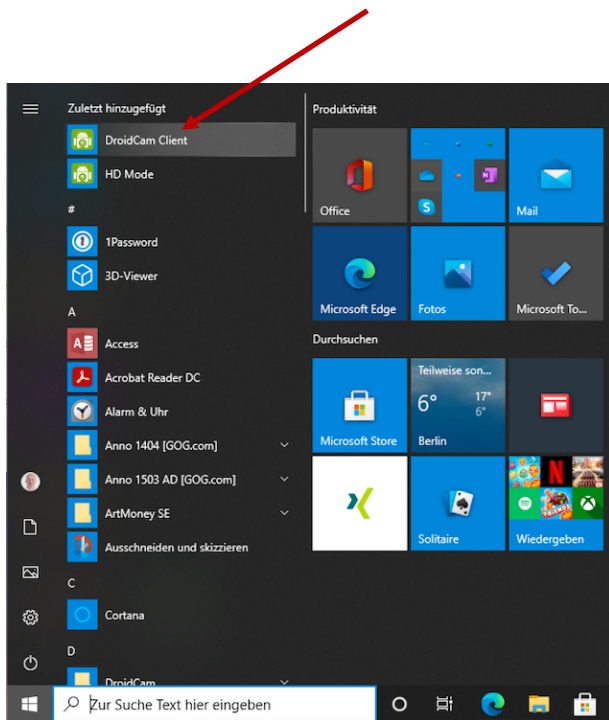 Zuletzt hinzugefügt
DroidCam Client
HD Mode
#
1Password
3D-Viewer
A
Access
Acrobat Reader DC
Alarm & Uhr
Anno 1404 [GOG.com]
Anno 1503 AD [GOG.com]
ArtMoney SE
Ausschneiden und skizzieren
C
Cortana
D
DroidCam
Produktivität
Office
Mail
Microsoft Edge
Fotos
Microsoft To...
Durchsuchen
Microsoft Store
Teilweise son...
6° 17°
6°
Berlin
Solitaire
Wiedergeben
Zur Suche Text hier eingeben